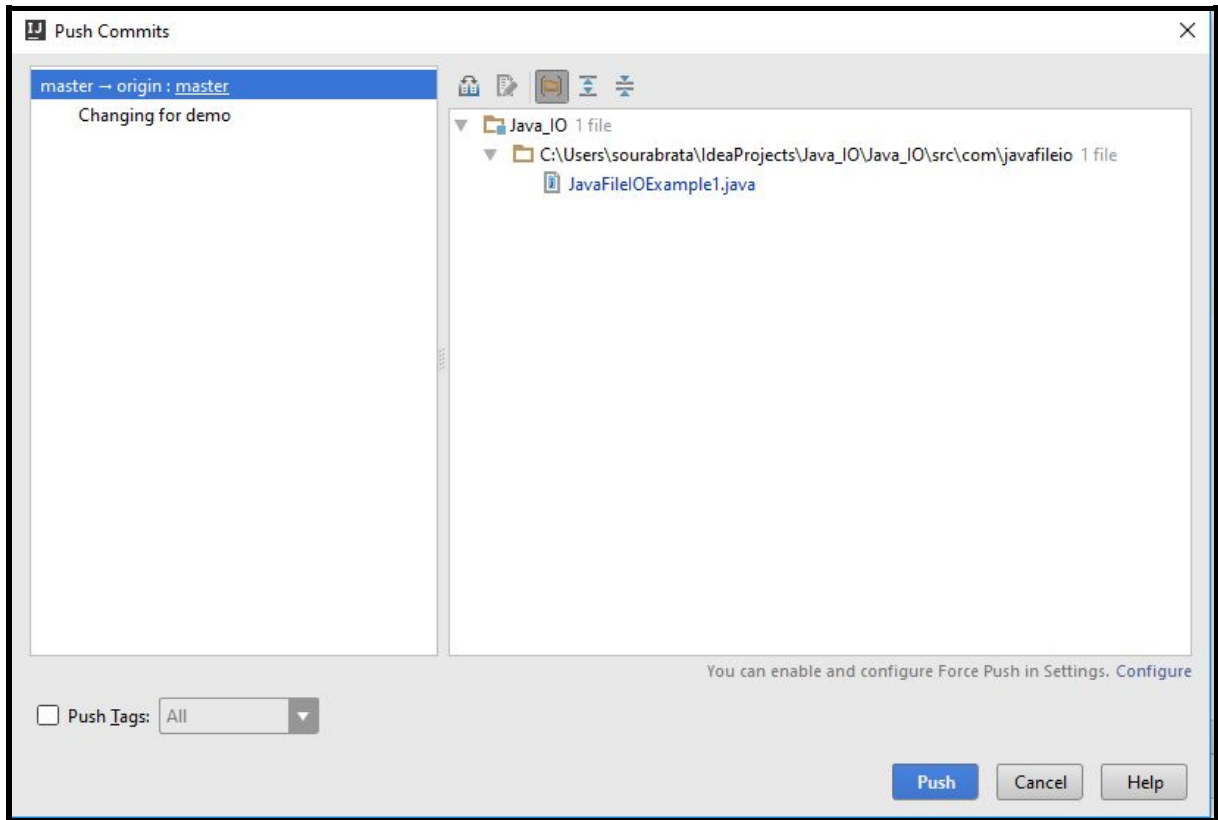 Push Commits
master → origin : master
Changing for demo
Java_IO 1 file
C:\Users\sourabrata\IdeaProjects\Java_IO\Java_IO\src\com\javafileio 1 file
JavaFileIOExample1.java
You can enable and configure Force Push in Settings. Configure
Push Tags: All
Push Cancel Help